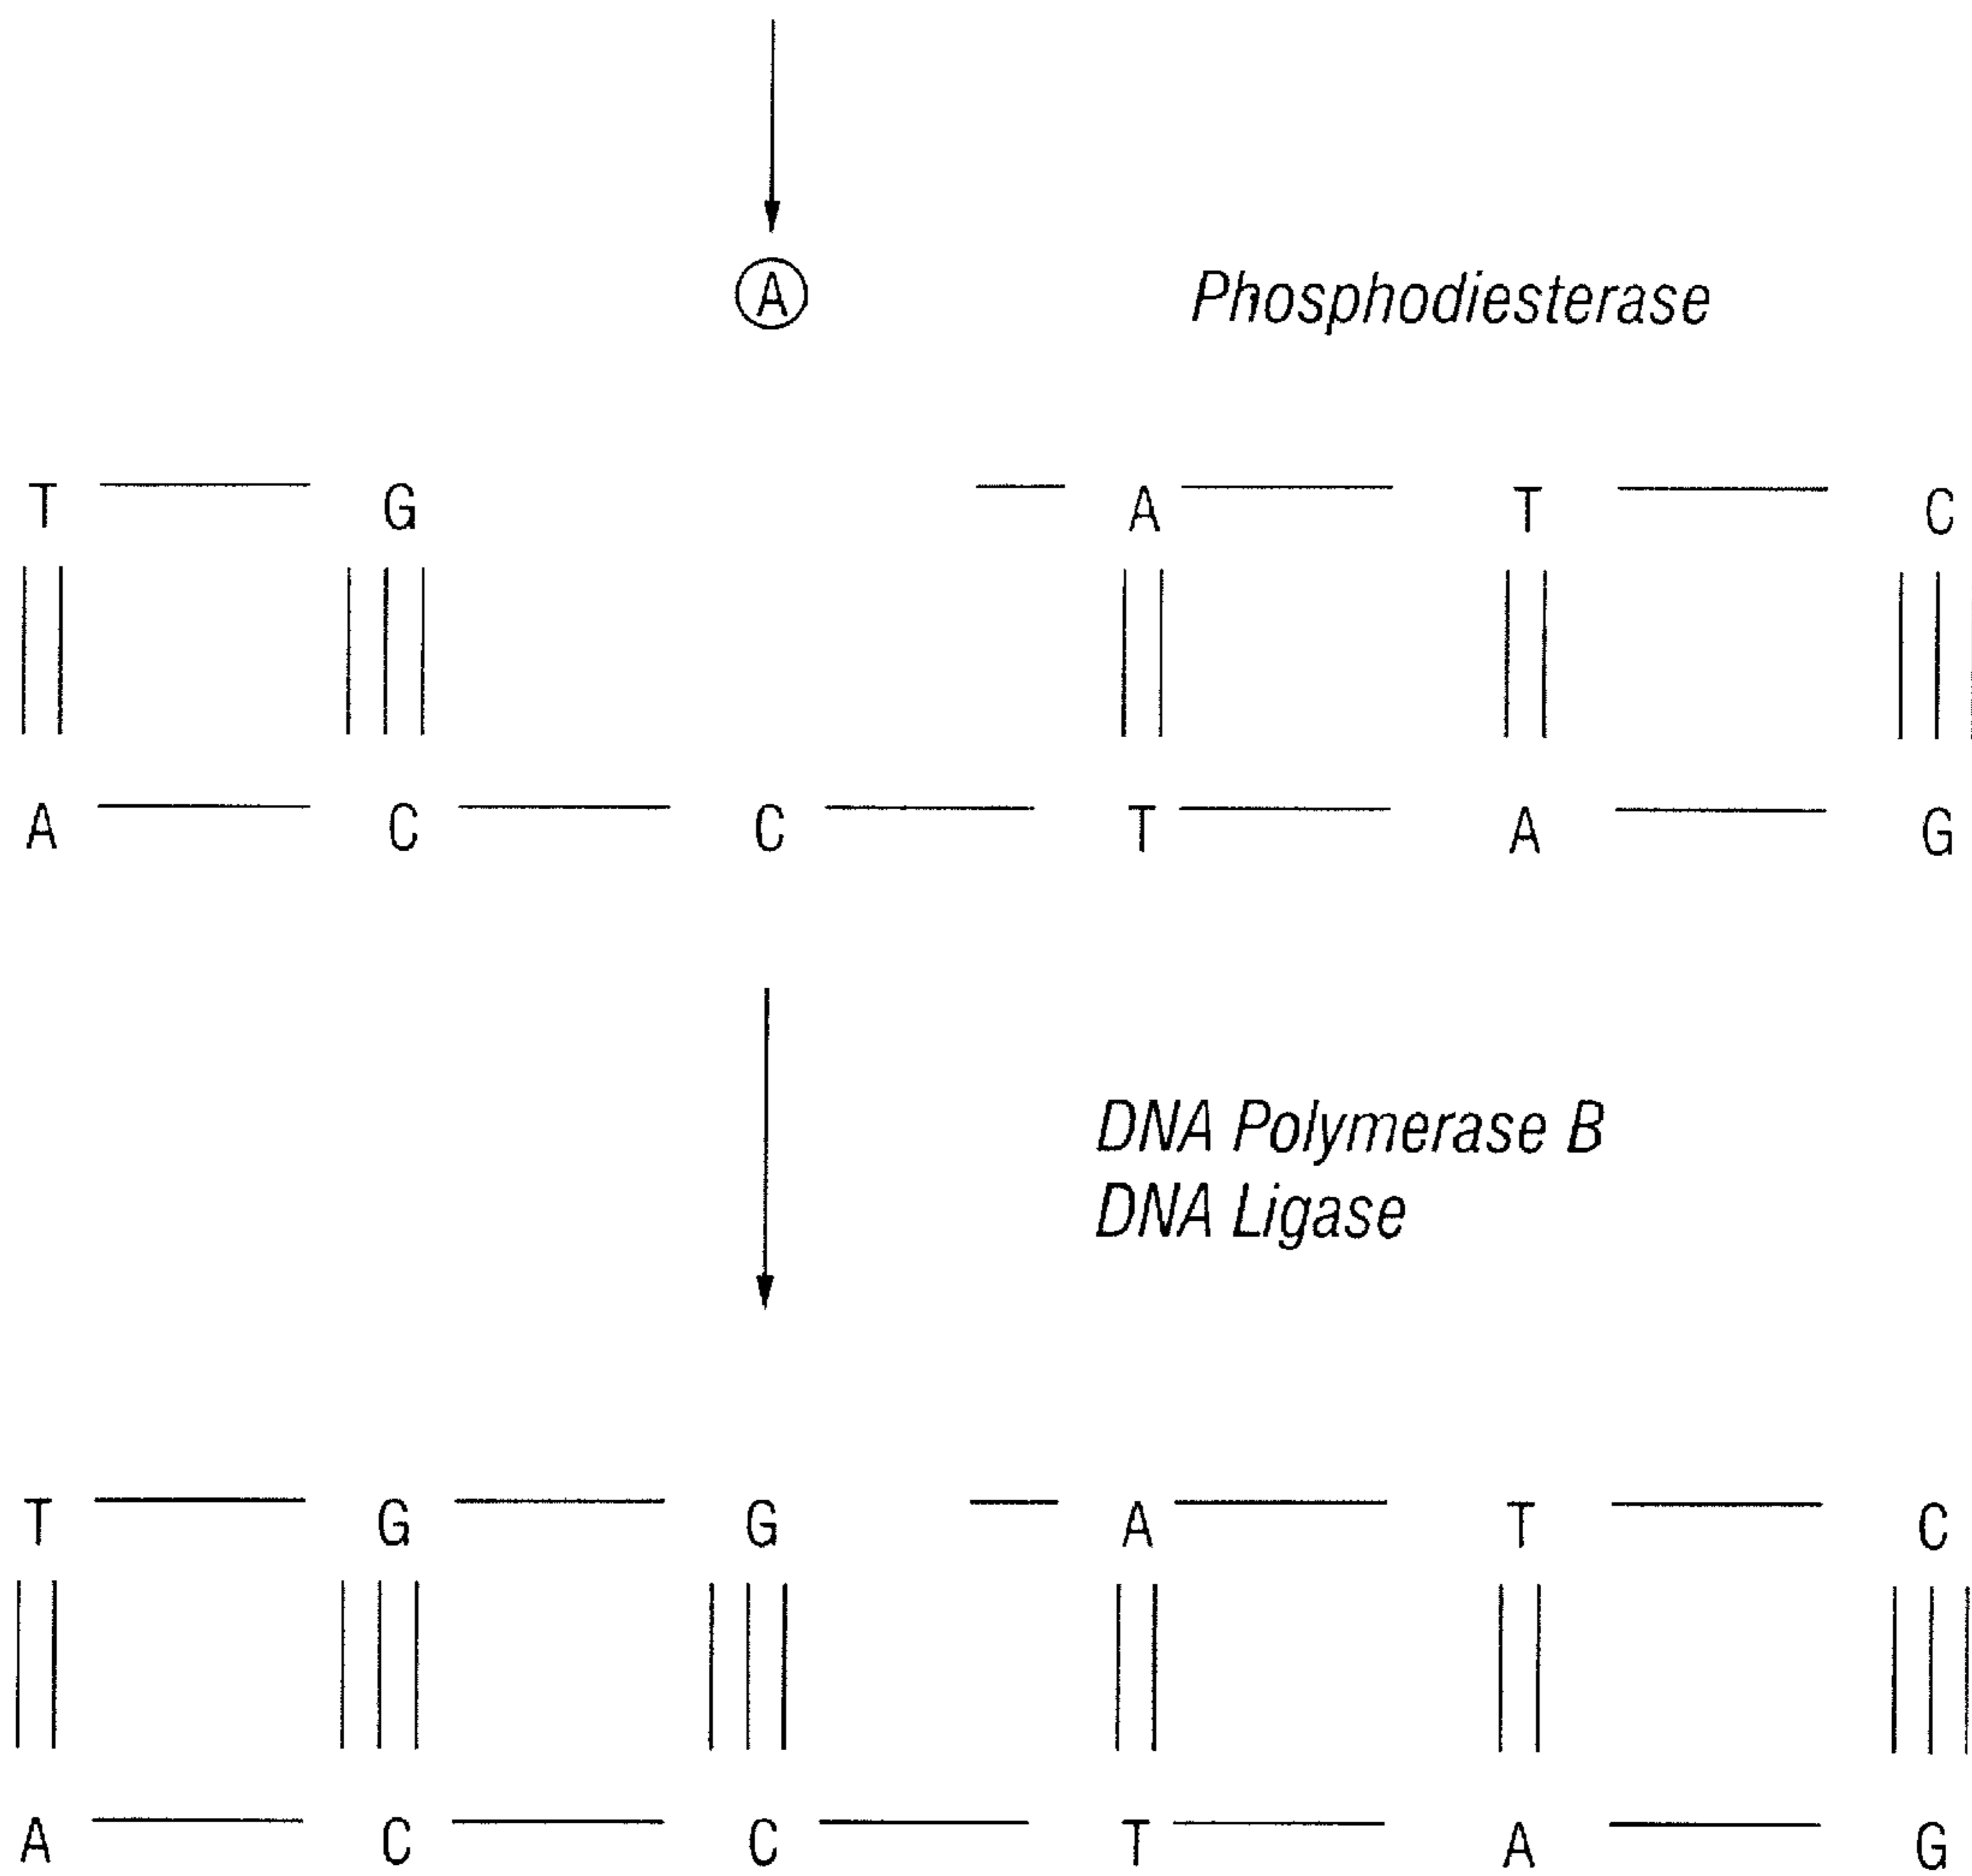 A Phosphodiesterase
T G A T C
A C C T A G
DNA Polymerase B
DNA Ligase
T G G A T C
A C C T A G